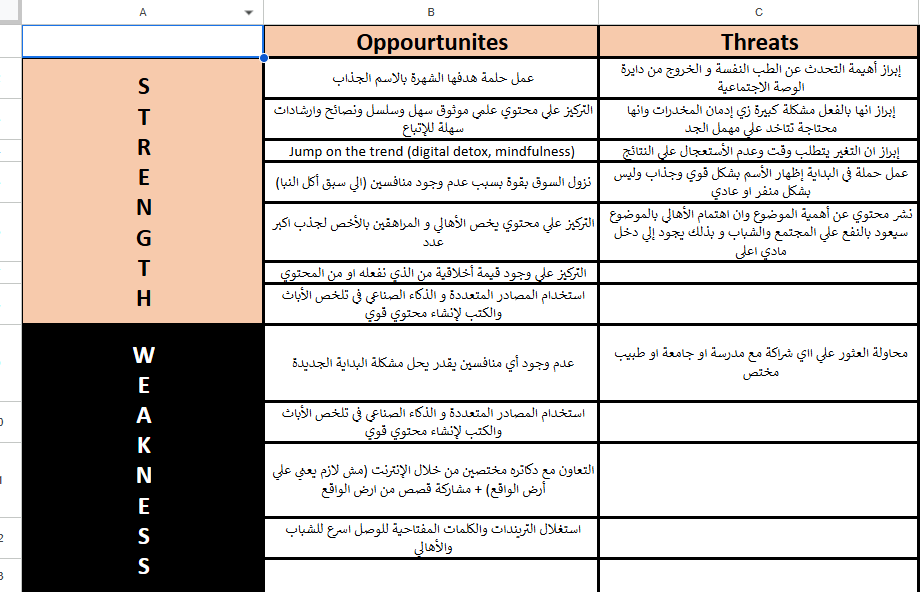 A
B
C
Oppourtunites
Threats
S
T
R
E
N
G
T
H
عمل حلمة هدفها الشهرة بالاسم الجذاب
إبراز أهيمة التحدث عن الطب النفسة و الخروج من دايرة
الوصة الاجتماعية
التركيز علي محتوي علمي موثوق سهل وسلسل ونصائح وارشادات
سهلة للإتباع
إبراز انها بالفعل مشكلة كبيرة زي إدمان المخدرات وانها
محتاجة تتاخد علي مهمل الجد
Jump on the trend (digital detox, mindfulness)
إبراز ان التغير يتطلب وقت وعدم الأستعجال علي النتائج
نزول السوق بقوة بسبب عدم وجود منافسين (الي سبق أكل النبا)
عمل حملة في البداية إظهار الأسم بشكل قوي وجذاب وليس
بشكل منفر او عادي
التركيز علي محتوي يخص الأهالي و المراهقين بالأخص لجذب اكبر
عدد
نشر محتوي عن أهمية الموضوع وان اهتمام الأهالي بالموضوع
سيعود بالنفع علي المجتمع والشباب و بذلك يجود إلي دخل
مادي اعلى
التركيز علي وجود قيمة أخلاقية من الذي نفعله او من المحتوي
استخدام المصادر المتعددة و الذكاء الصناعي في تلخص الأباث
والكتب لإنشاء محتوي قوي
W
E
A
K
N
E
S
S
عدم وجود أي منافسين يقدر يحل مشكلة البداية الجديدة
محاولة العثور علي ااي شراكة مع مدرسة او جامعة او طبيب
مختص
استخدام المصادر المتعددة و الذكاء الصناعي في تلخص الأباث
والكتب لإنشاء محتوي قوي
التعاون مع دكاتره مختصين من خلال الإنترنت (مش لازم يعني علي
أرض الواقع) + مشاركة قصص من ارض الواقع
استغلال التريندات والكلمات المفتاحية للوصل اسرع للشباب
والأهالي